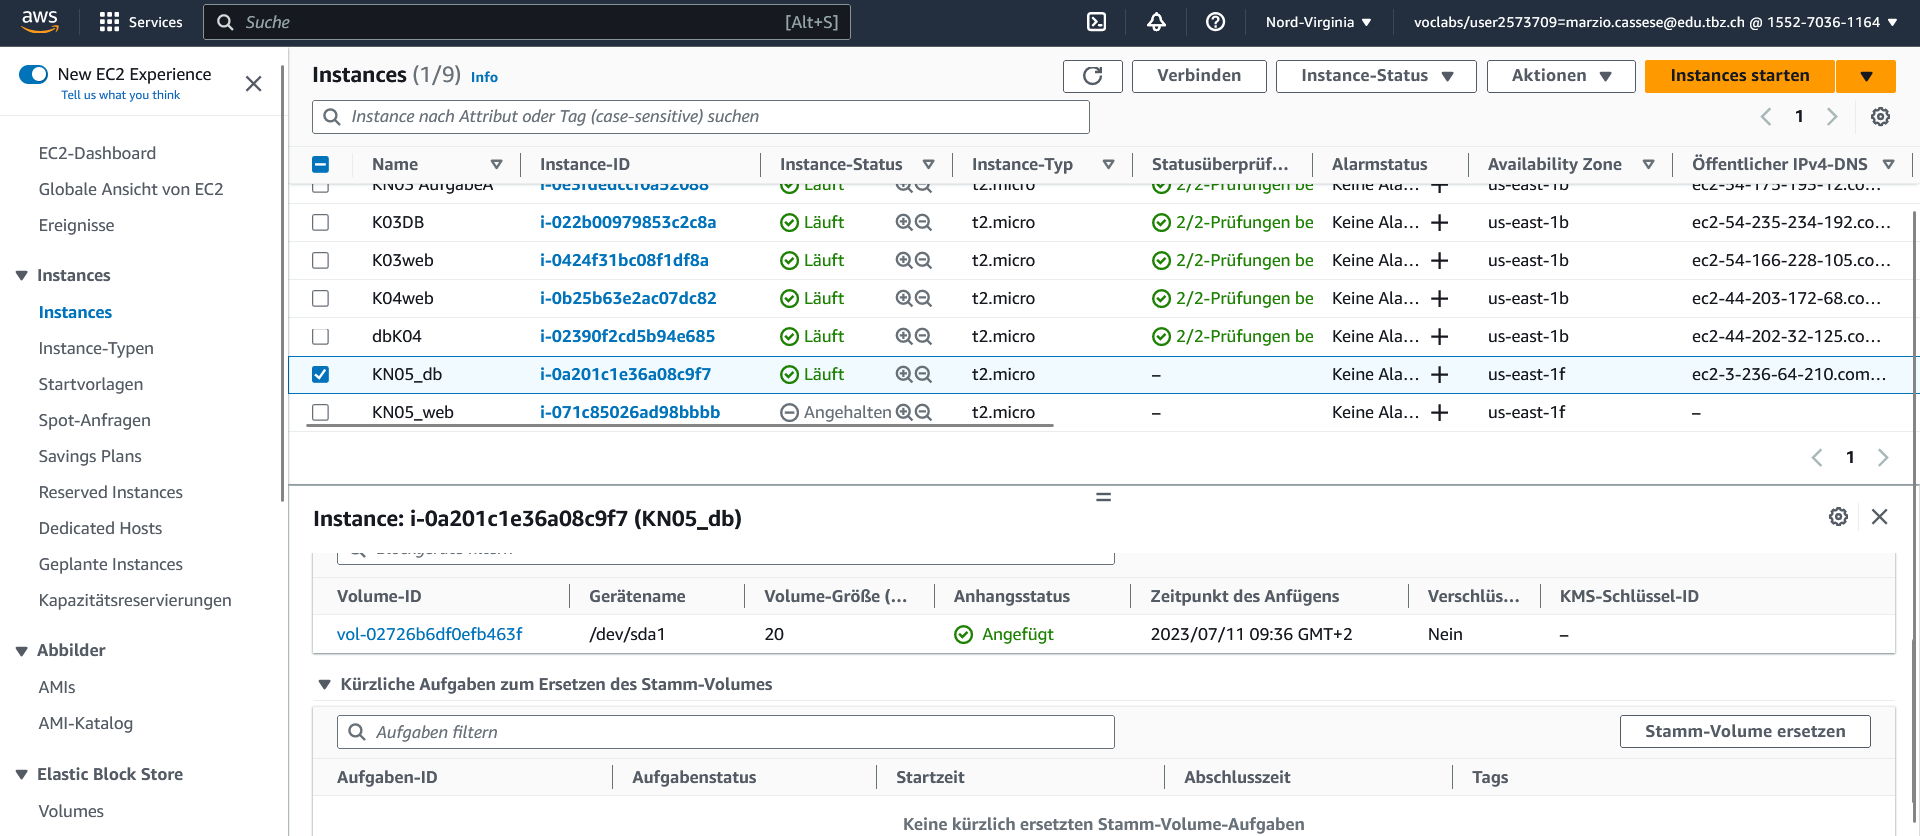 aws
Services
Suche
[Alt+S]
Nord-Virginia
voclabs/user2573709=marzio.cassese@edu.tbz.ch @ 1552-7036-1164
New EC2 Experience
Tell us what you think
EC2-Dashboard
Globale Ansicht von EC2
Ereignisse
Instances
Instances
Instance-Typen
Startvorlagen
Spot-Anfragen
Savings Plans
Reserved Instances
Dedicated Hosts
Geplante Instances
Kapazitätsreservierungen
Abbilder
AMIs
AMI-Katalog
Elastic Block Store
Volumes
Instances (1/9) Info
Verbinden
Instance-Status
Aktionen
Instances starten
Instance nach Attribut oder Tag (case-sensitive) suchen
1
Name Instance-ID Instance-Status Instance-Typ Statusüberprüf... Alarmstatus Availability Zone Öffentlicher IPv4-DNS
KN03 AufgabeA Läuft t2.micro 2/2-Prüfungen be Keine Ala... us-east-1b
K03DB i-022b00979853c2c8a Läuft t2.micro 2/2-Prüfungen be Keine Ala... us-east-1b ec2-54-235-234-192.co...
K03web i-0424f31bc08f1df8a Läuft t2.micro 2/2-Prüfungen be Keine Ala... us-east-1b ec2-54-166-228-105.co...
K04web i-0b25b63e2ac07dc82 Läuft t2.micro 2/2-Prüfungen be Keine Ala... us-east-1b ec2-44-203-172-68.co...
dbK04 i-02390f2cd5b94e685 Läuft t2.micro 2/2-Prüfungen be Keine Ala... us-east-1b ec2-44-202-32-125.co...
KN05_db i-0a201c1e36a08c9f7 Läuft t2.micro – Keine Ala... us-east-1f ec2-3-236-64-210.com...
KN05_web i-071c85026ad98bbbb Angehalten t2.micro – Keine Ala... us-east-1f –
1
Instance: i-0a201c1e36a08c9f7 (KN05_db)
Volume-ID Gerätename Volume-Größe (... Anhangsstatus Zeitpunkt des Anfügens Verschlüs... KMS-Schlüssel-ID
vol-02726b6df0efb463f /dev/sda1 20 Angefügt 2023/07/11 09:36 GMT+2 Nein –
Kürzliche Aufgaben zum Ersetzen des Stamm-Volumes
Aufgaben filtern
Stamm-Volume ersetzen
Aufgaben-ID Aufgabenstatus Startzeit Abschlusszeit Tags
Keine kürzlich ersetzten Stamm-Volume-Aufgaben